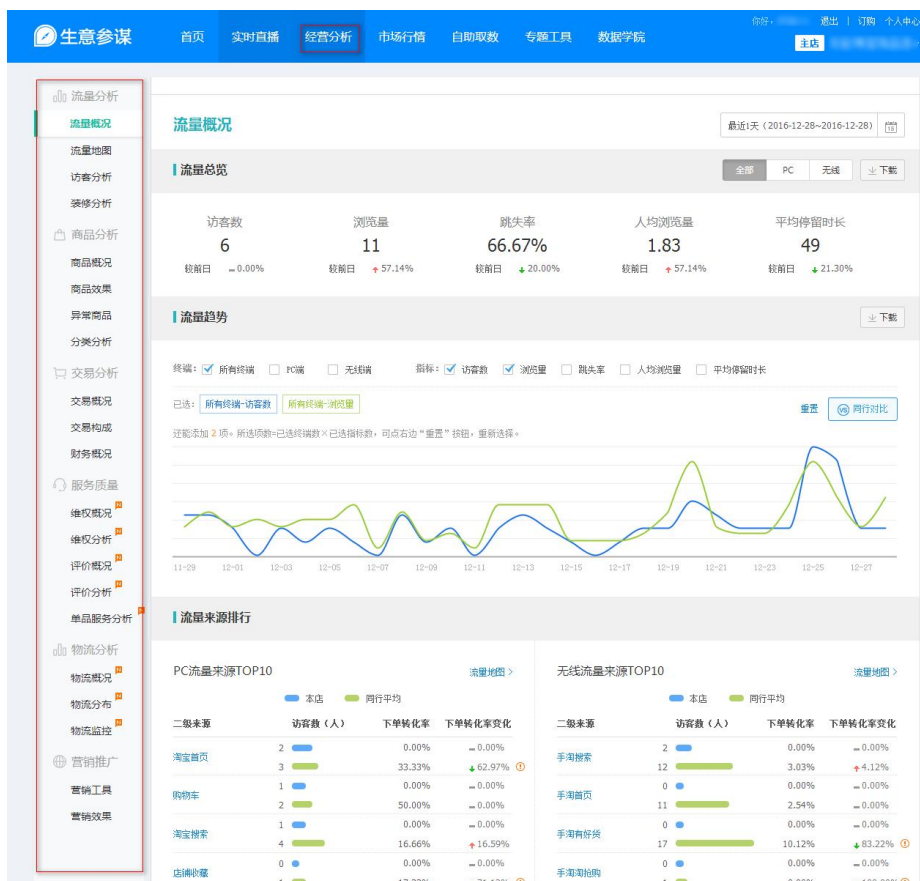 你好，
退出 | 订购 个人中心
生意参谋
首页 实时直播 经营分析 市场行情 自助取数 专题工具 数据学院
主店
流量分析
流量概况
流量地图
访客分析
装修分析
商品分析
商品概况
商品效果
异常商品
分类分析
交易分析
交易概况
交易构成
财务概况
服务质量
维权概况
维权分析
评价概况
评价分析
单品服务分析
物流分析
物流概况
物流分布
物流监控
营销推广
营销工具
营销效果
流量概况
最近1天（2016-12-28~2016-12-28）
流量总览
全部 PC 无线 下载
访客数 浏览量 跳失率 人均浏览量 平均停留时长
6 11 66.67% 1.83 49
较前日 0.00% 较前日 57.14% 较前日 20.00% 较前日 57.14% 较前日 21.30%
流量趋势
下载
终端： 所有终端 PC端 无线端 指标： 访客数 浏览量 跳失率 人均浏览量 平均停留时长
已选： 所有终端-访客数 所有终端-浏览量
重置 VS 同行对比
还能添加 2 项。所选项数=已选终端数×已选指标数，可点右边“重置”按钮，重新选择。
11-29 12-01 12-03 12-05 12-07 12-09 12-11 12-13 12-15 12-17 12-19 12-21 12-23 12-25 12-27
流量来源排行
PC流量来源TOP10 流量地图 >
本店 同行平均
二级来源 访客数（人） 下单转化率 下单转化率变化
淘宝首页
2 0.00% 0.00%
3 33.33% 62.97%
购物车
1 0.00% 0.00%
2 50.00% 0.00%
淘宝搜索
1 0.00% 0.00%
4 16.66% 16.59%
店铺收藏
0 0.00% 0.00%
无线流量来源TOP10 流量地图 >
本店 同行平均
二级来源 访客数（人） 下单转化率 下单转化率变化
手淘搜索
2 0.00% 0.00%
12 3.03% 4.12%
手淘首页
0 0.00% 0.00%
11 2.54% 0.00%
手淘有好货
0 0.00% 0.00%
17 10.12% 83.22%
手淘淘抢购
0 0.00% 0.00%